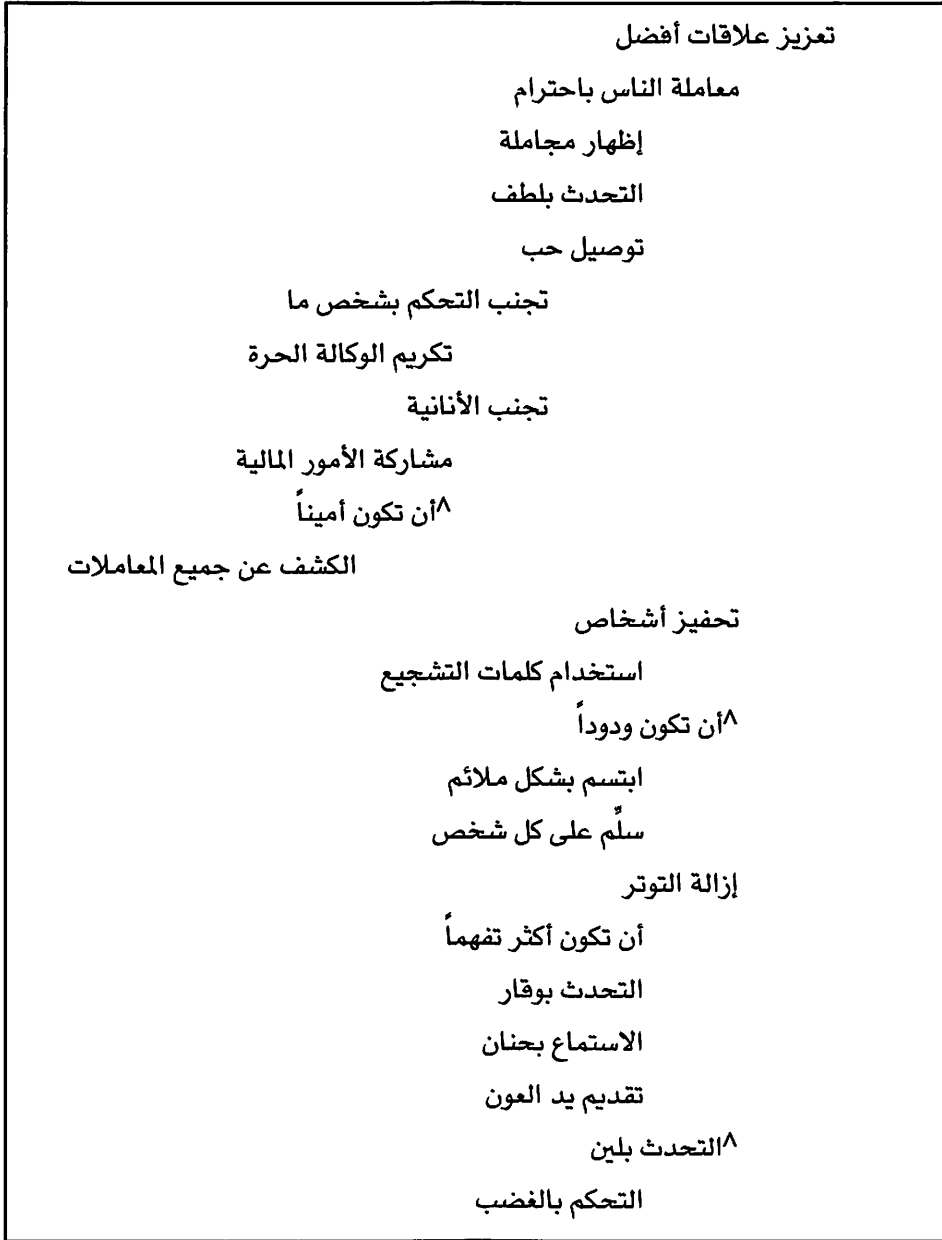 تعزيز علاقات أفضل
معاملة الناس باحترام
إظهار مجاملة
التحدث بلطف
توصيل حب
تجنب التحكم بشخص ما
تكريم الوكالة الحرة
تجنب الأنانية
مشاركة الأمور المالية
^أن تكون أميناً
الكشف عن جميع المعاملات
تحفيز أشخاص
استخدام كلمات التشجيع
^أن تكون ودوداً
ابتسم بشكل ملائم
سلِّم على كل شخص
إزالة التوتر
أن تكون أكثر تفهماً
التحدث بوقار
الاستماع بحنان
تقديم يد العون
^التحدث بلين
التحكم بالغضب